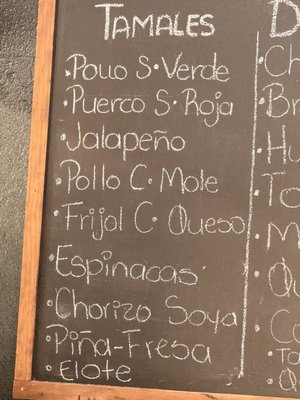 TAMALES
• Pollo S. Verde
• Puerco S. Roja
• Jalapeño
• Pollo C. Mole
• Frijol C. Queso
• Espinacas
• Chorizo Soya
• Piña-Fresa
• Elote